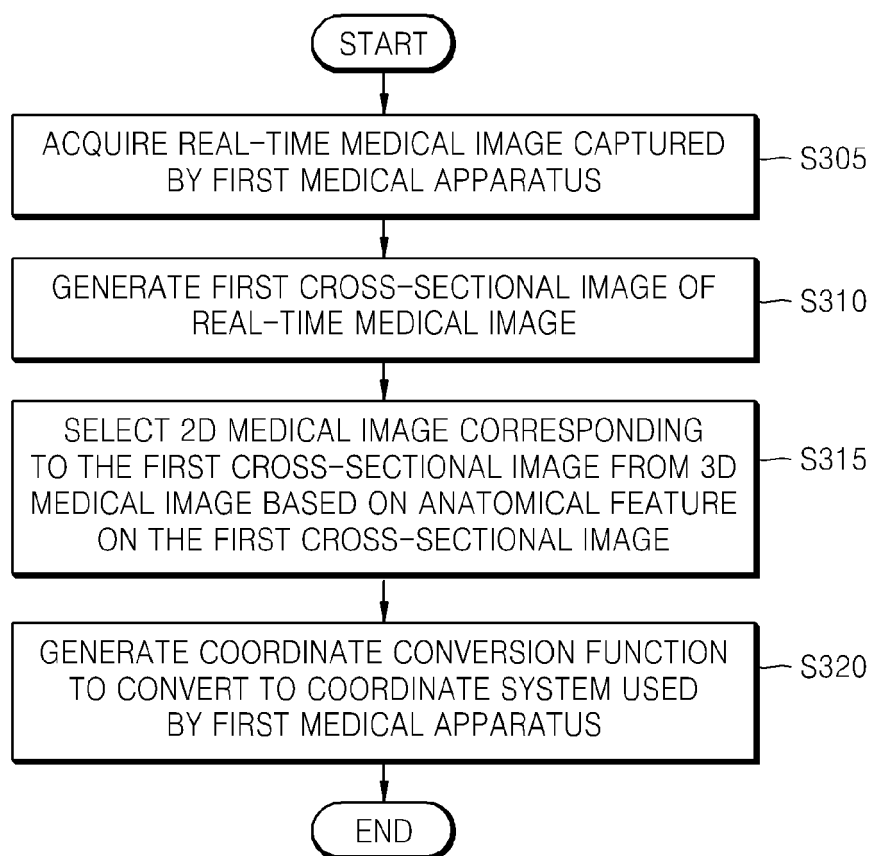 START
ACQUIRE REAL-TIME MEDICAL IMAGE CAPTURED
BY FIRST MEDICAL APPARATUS
S305
GENERATE FIRST CROSS-SECTIONAL IMAGE OF
REAL-TIME MEDICAL IMAGE
S310
SELECT 2D MEDICAL IMAGE CORRESPONDING
TO THE FIRST CROSS-SECTIONAL IMAGE FROM 3D
MEDICAL IMAGE BASED ON ANATOMICAL FEATURE
ON THE FIRST CROSS-SECTIONAL IMAGE
S315
GENERATE COORDINATE CONVERSION FUNCTION
TO CONVERT TO COORDINATE SYSTEM USED
BY FIRST MEDICAL APPARATUS
S320
END